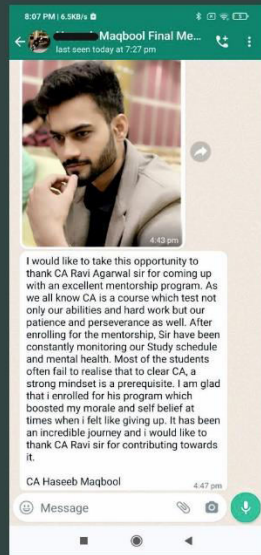 8:07 PM | 6.5KB/s
Maqbool Final Me...
last seen today at 7:27 pm
4:43 pm
I would like to take this opportunity to
thank CA Ravi Agarwal sir for coming up
with an excellent mentorship program. As
we all know CA is a course which test not
only our abilities and hard work but our
patience and perseverance as well. After
enrolling for the mentorship, Sir have been
constantly monitoring our Study schedule
and mental health. Most of the students
often fail to realise that to clear CA, a
strong mindset is a prerequisite. I am glad
that i enrolled for his program which
boosted my morale and self belief at
times when i felt like giving up. It has been
an incredible journey and i would like to
thank CA Ravi sir for contributing towards
it.
CA Haseeb Maqbool
4:47 pm
Message